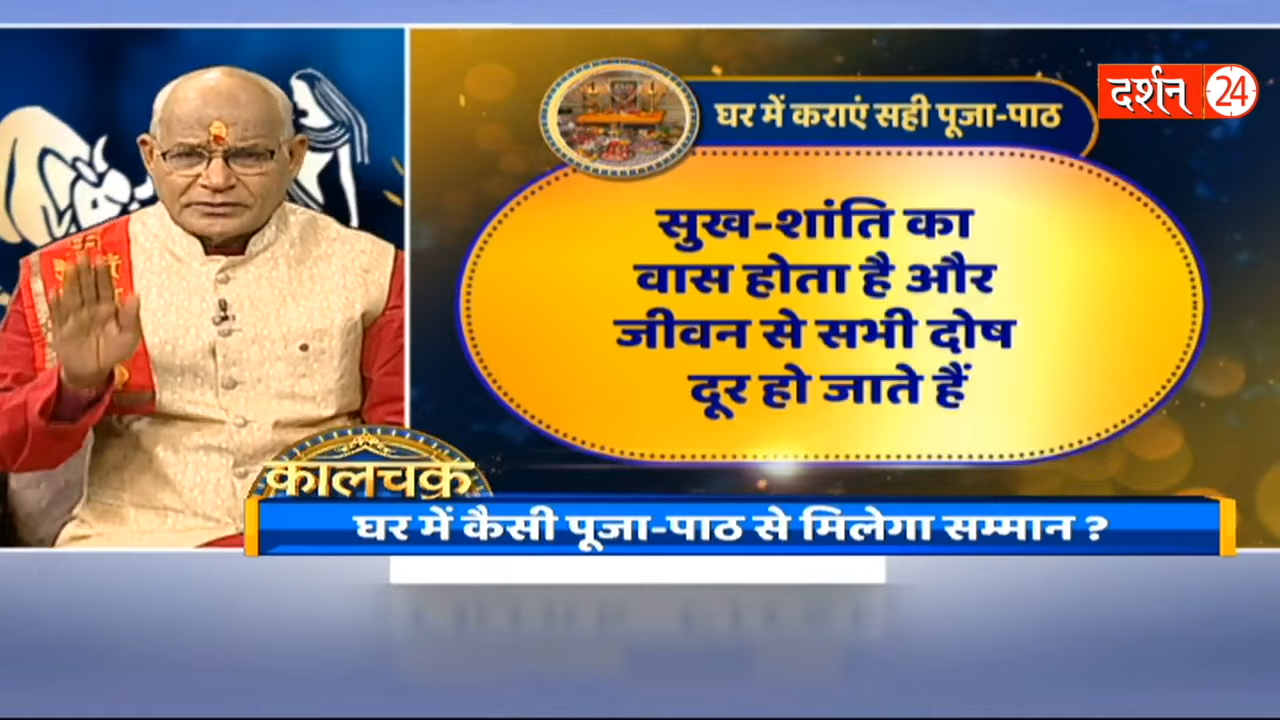 दर्शन 24
घर में कराएं सही पूजा-पाठ
सुख-शांति का
वास होता है और
जीवन से सभी दोष
दूर हो जाते हैं
कालचक्र
घर में कैसी पूजा-पाठ से मिलेगा सम्मान ?